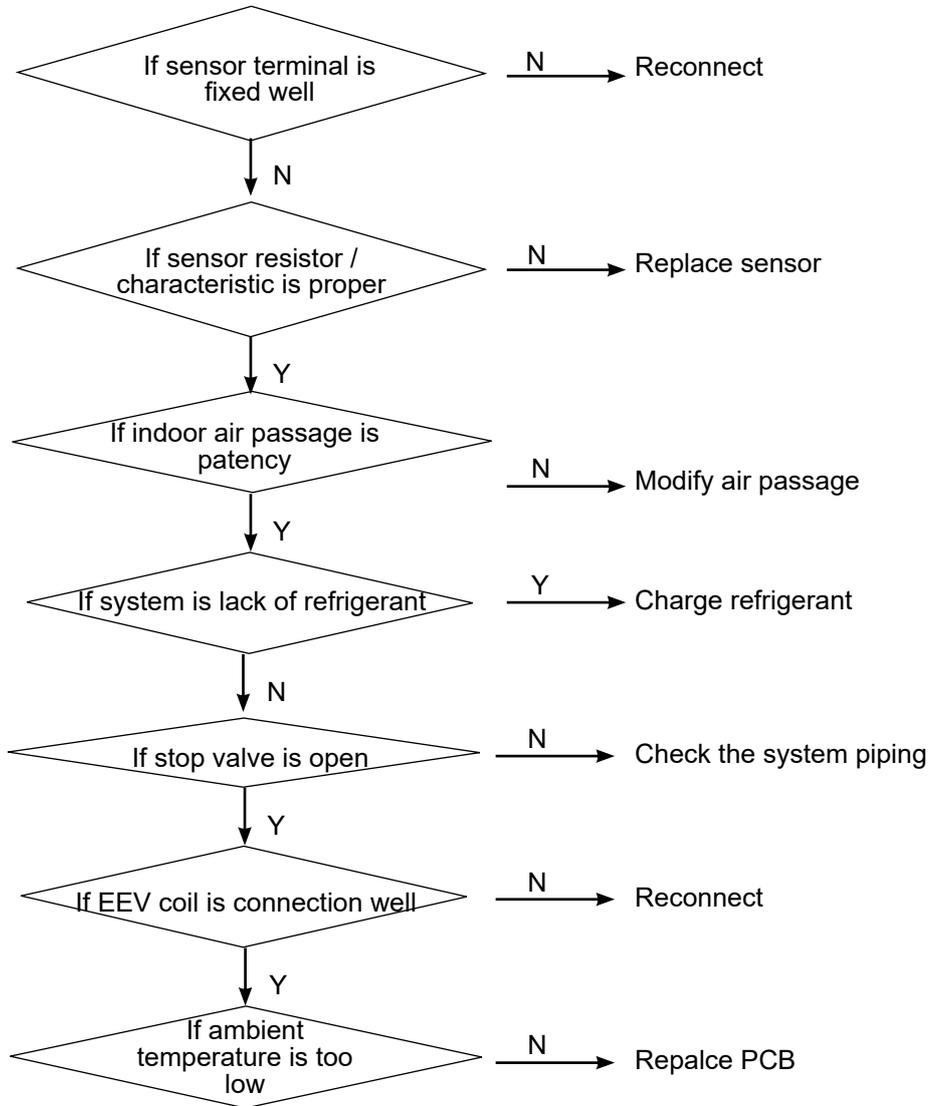 If sensor terminal is
fixed well
N
Reconnect
N
If sensor resistor /
characteristic is proper
N
Replace sensor
Y
If indoor air passage is
patency
N
Modify air passage
Y
If system is lack of refrigerant
Y
Charge refrigerant
N
If stop valve is open
N
Check the system piping
Y
If EEV coil is connection well
N
Reconnect
Y
If ambient
temperature is too
low
N
Repalce PCB